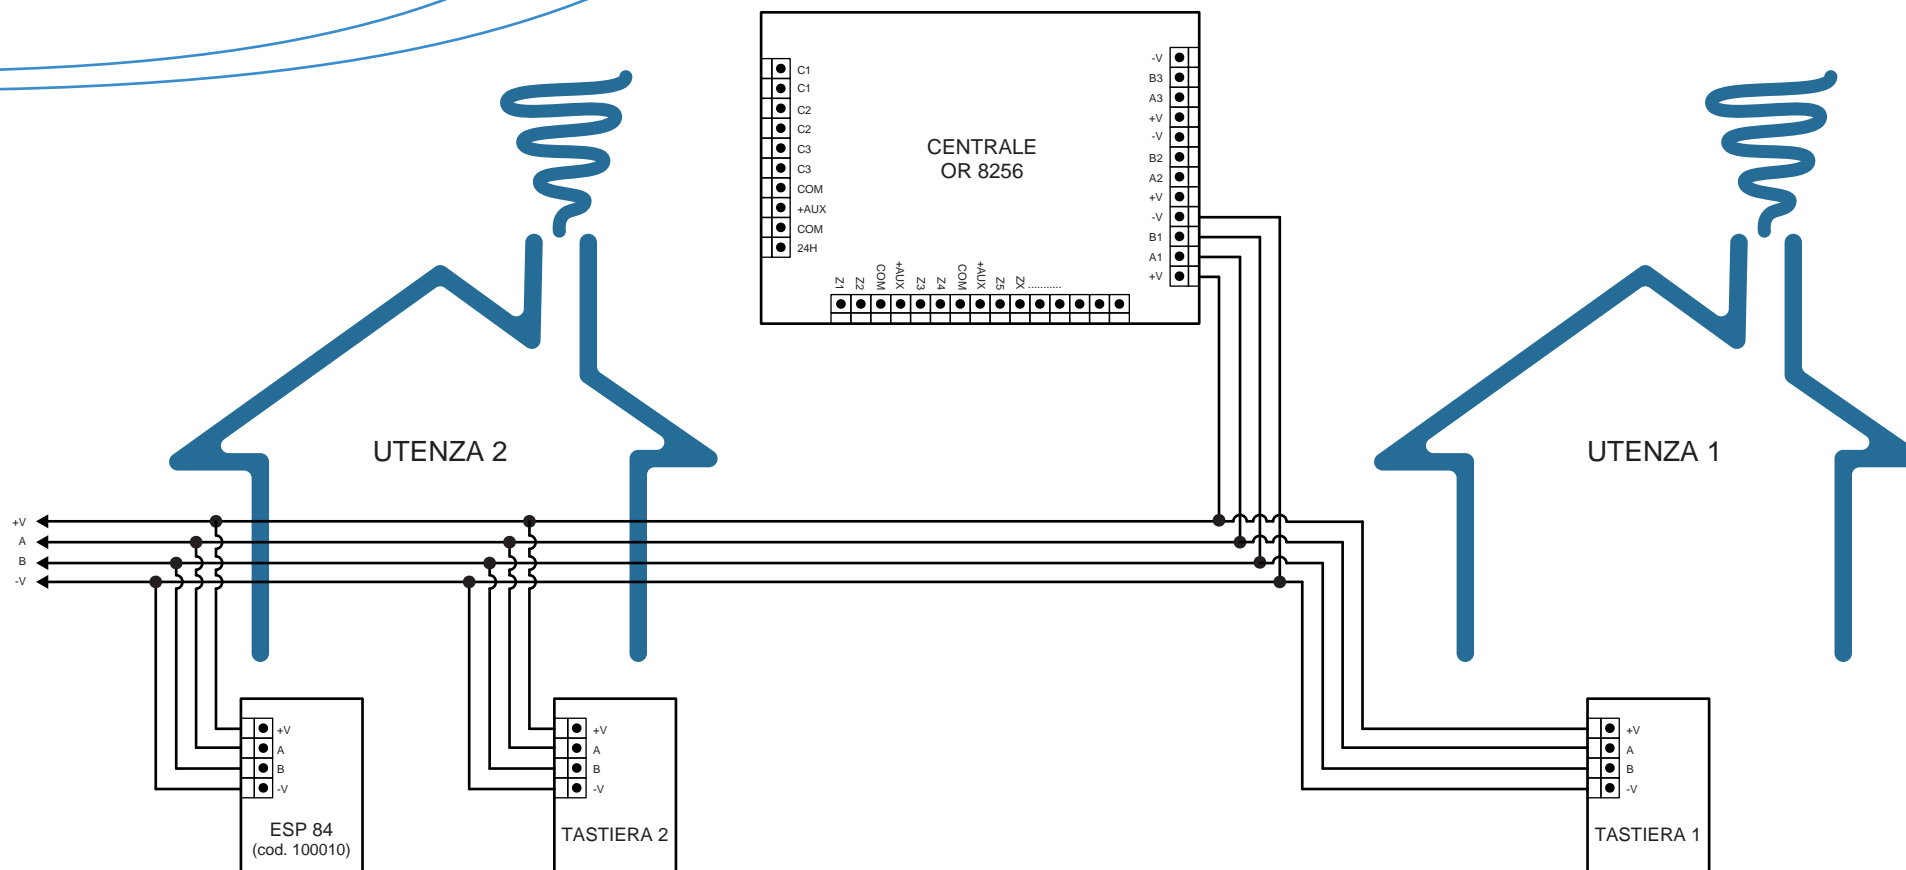 C1
C1
C2
C2
C3
C3
COM
+AUX
COM
24H
CENTRALE
OR 8256
-V
B3
A3
+V
-V
B2
A2
+V
-V
B1
A1
+V
Z1
Z2
COM
+AUX
Z3
Z4
COM
+AUX
Z5
ZX ...........
UTENZA 2
UTENZA 1
+V
A
B
-V
+V
A
B
-V
ESP 84
(cod. 100010)
+V
A
B
-V
TASTIERA 2
+V
A
B
-V
TASTIERA 1